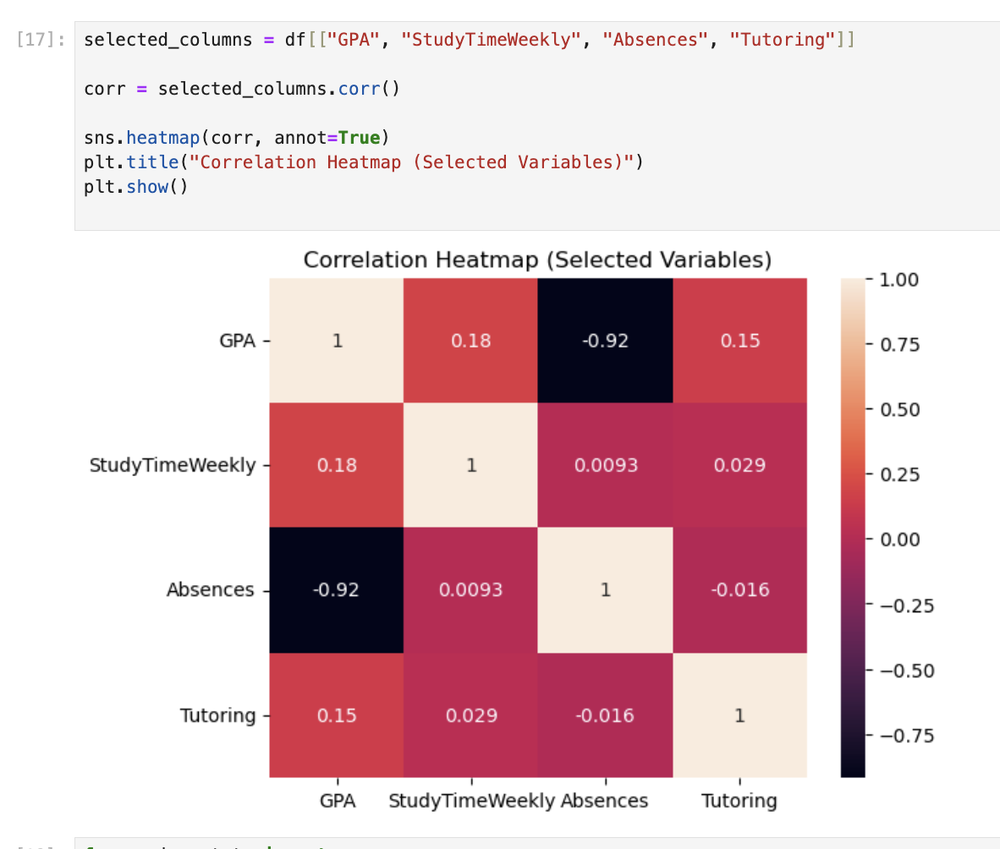 [17]:
selected_columns = df[["GPA", "StudyTimeWeekly", "Absences", "Tutoring"]]
corr = selected_columns.corr()
sns.heatmap(corr, annot=True)
plt.title("Correlation Heatmap (Selected Variables)")
plt.show()
Correlation Heatmap (Selected Variables)
GPA 1 0.18 -0.92 0.15
StudyTimeWeekly 0.18 1 0.0093 0.029
Absences -0.92 0.0093 1 -0.016
Tutoring 0.15 0.029 -0.016 1
GPA StudyTimeWeekly Absences Tutoring
1.00
0.75
0.50
0.25
0.00
−0.25
−0.50
−0.75